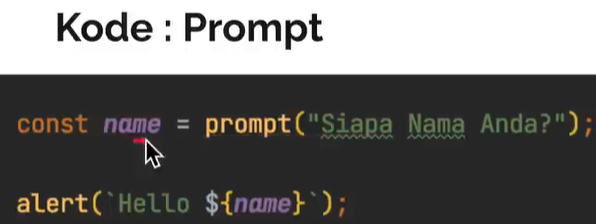 Kode : Prompt
const name = prompt("Siapa Nama Anda?");
alert(`Hello ${name}`);